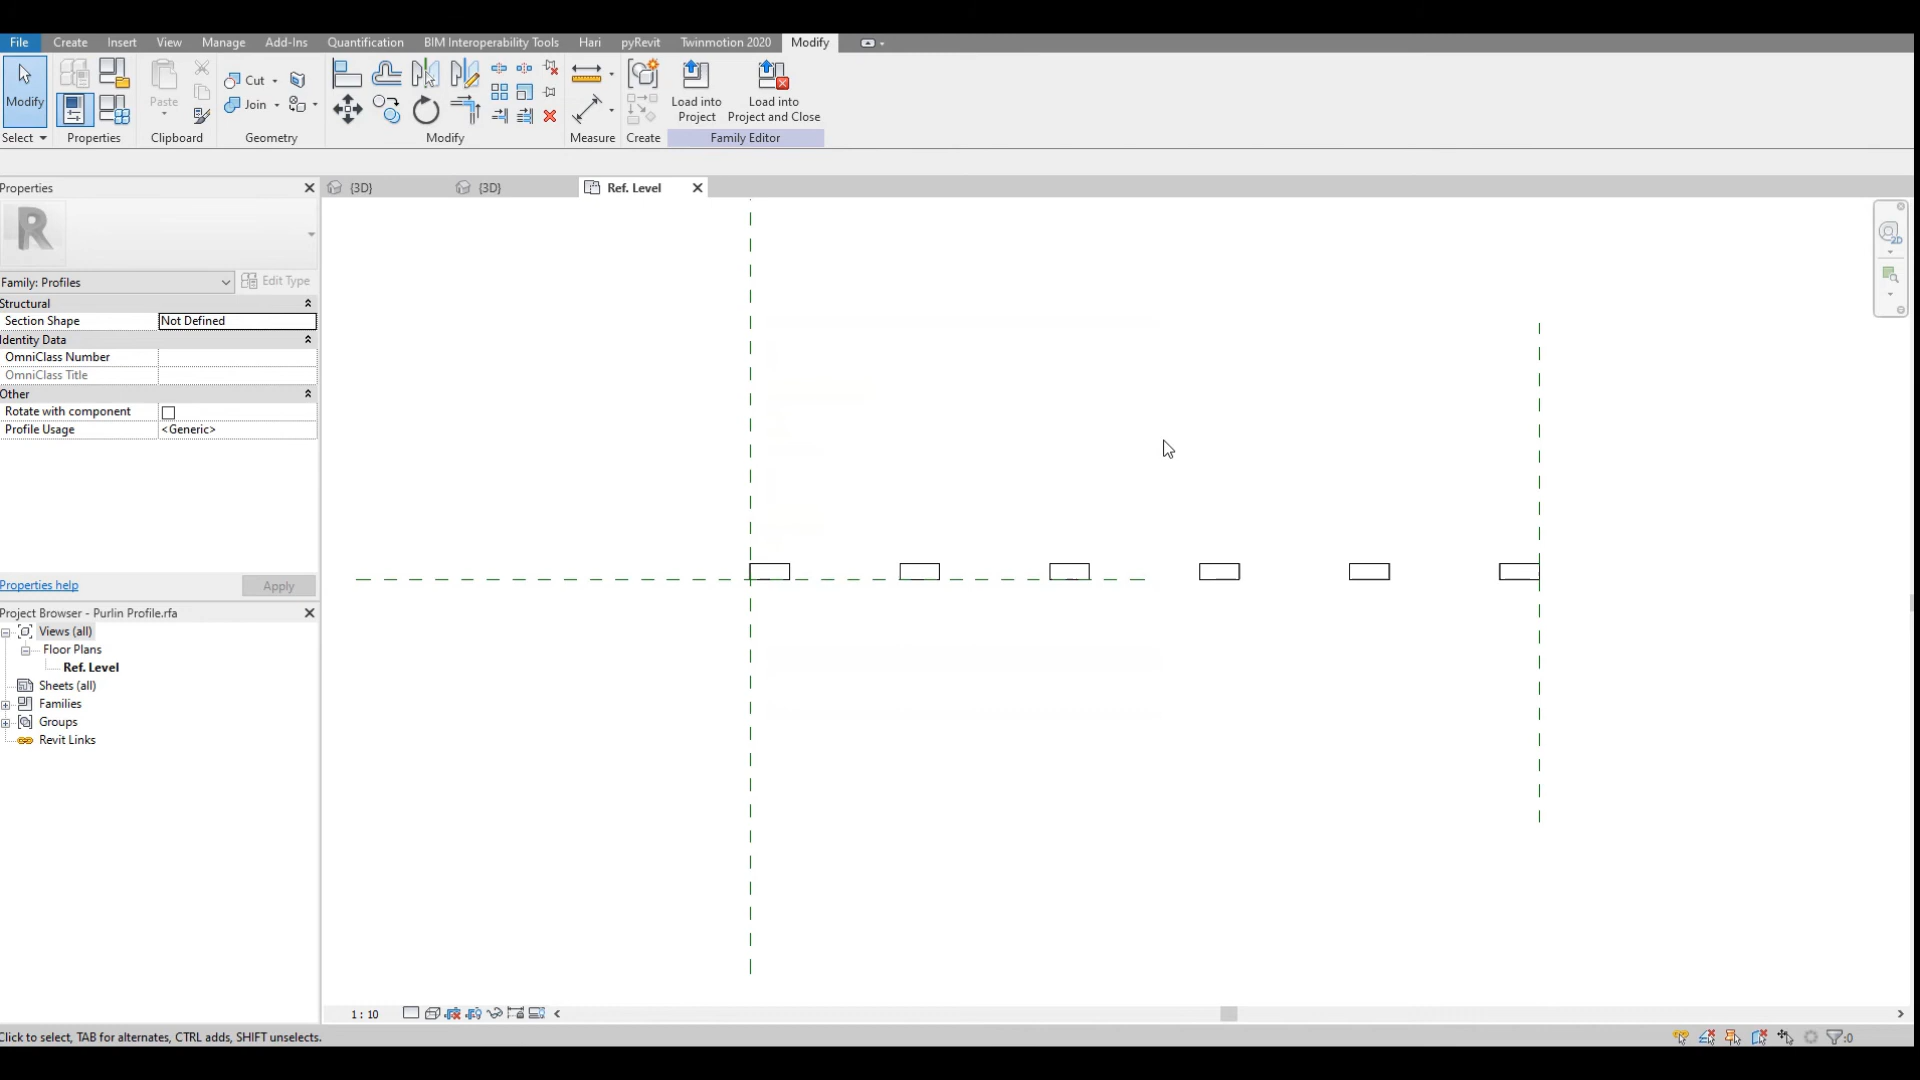 File Create Insert View Manage Add-Ins Quantification BIM Interoperability Tools Hari pyRevit Twinmotion 2020 Modify
Modify Paste Cut Join Load into Project Load into Project and Close
Select Properties Clipboard Geometry Modify Measure Create Family Editor
Properties {3D} {3D} Ref. Level
R
Family: Profiles Edit Type
Structural
Section Shape Not Defined
Identity Data
OmniClass Number
OmniClass Title
Other
Rotate with component
Profile Usage <Generic>
Properties help Apply
Project Browser - Purlin Profile.rfa
Views (all)
Floor Plans
Ref. Level
Sheets (all)
Families
Groups
Revit Links
1 : 10
Click to select, TAB for alternates, CTRL adds, SHIFT unselects. :0
2D